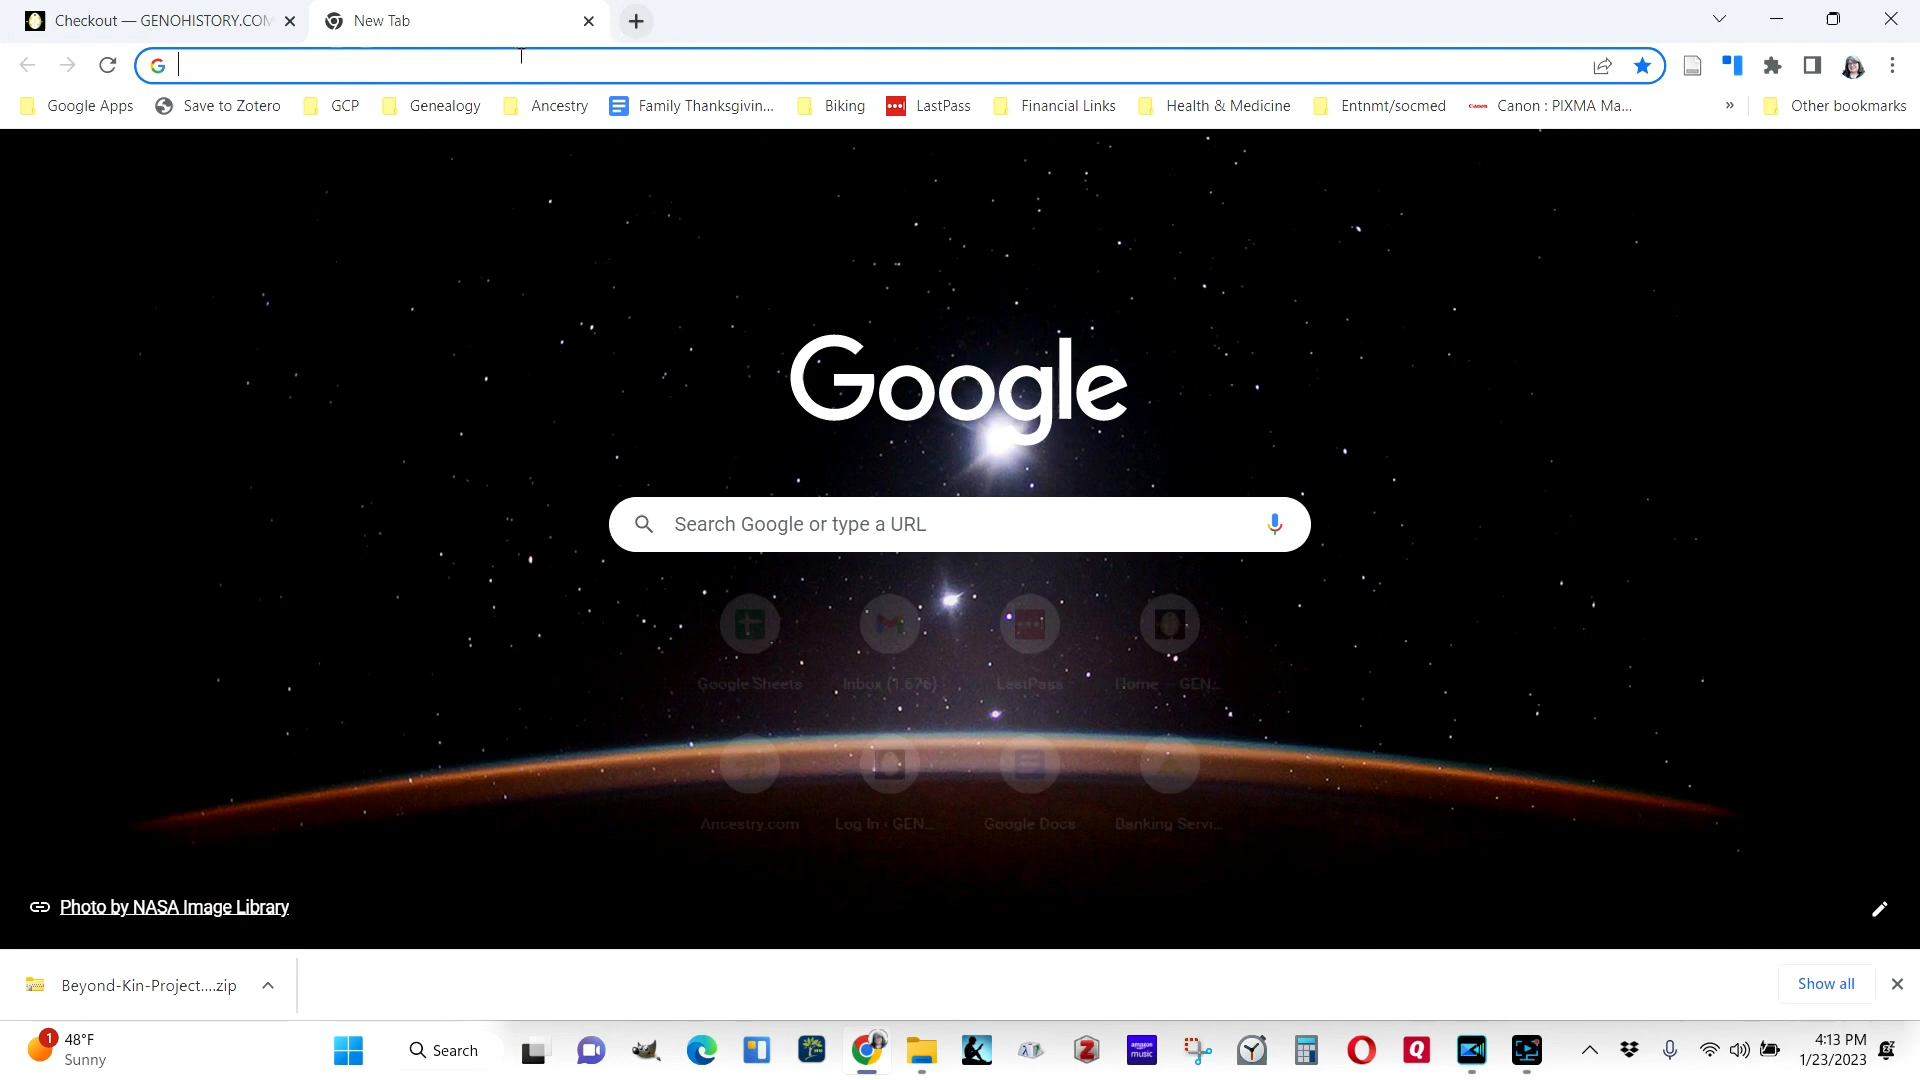 Checkout — GENOHISTORY.COM
New Tab
Google Apps
Save to Zotero
GCP
Genealogy
Ancestry
Family Thanksgivin...
Biking
LastPass
Financial Links
Health & Medicine
Entnmt/socmed
Canon : PIXMA Ma...
»
Other bookmarks
Google
Search Google or type a URL
Google Sheets
Inbox (1,676)
LastPass
Home GEN...
Ancestry.com
Log In ‹ GEN...
Google Docs
Banking Servi...
Photo by NASA Image Library
Beyond-Kin-Project....zip
Show all
1
48°F
Sunny
Search
amazon music
4:13 PM
1/23/2023